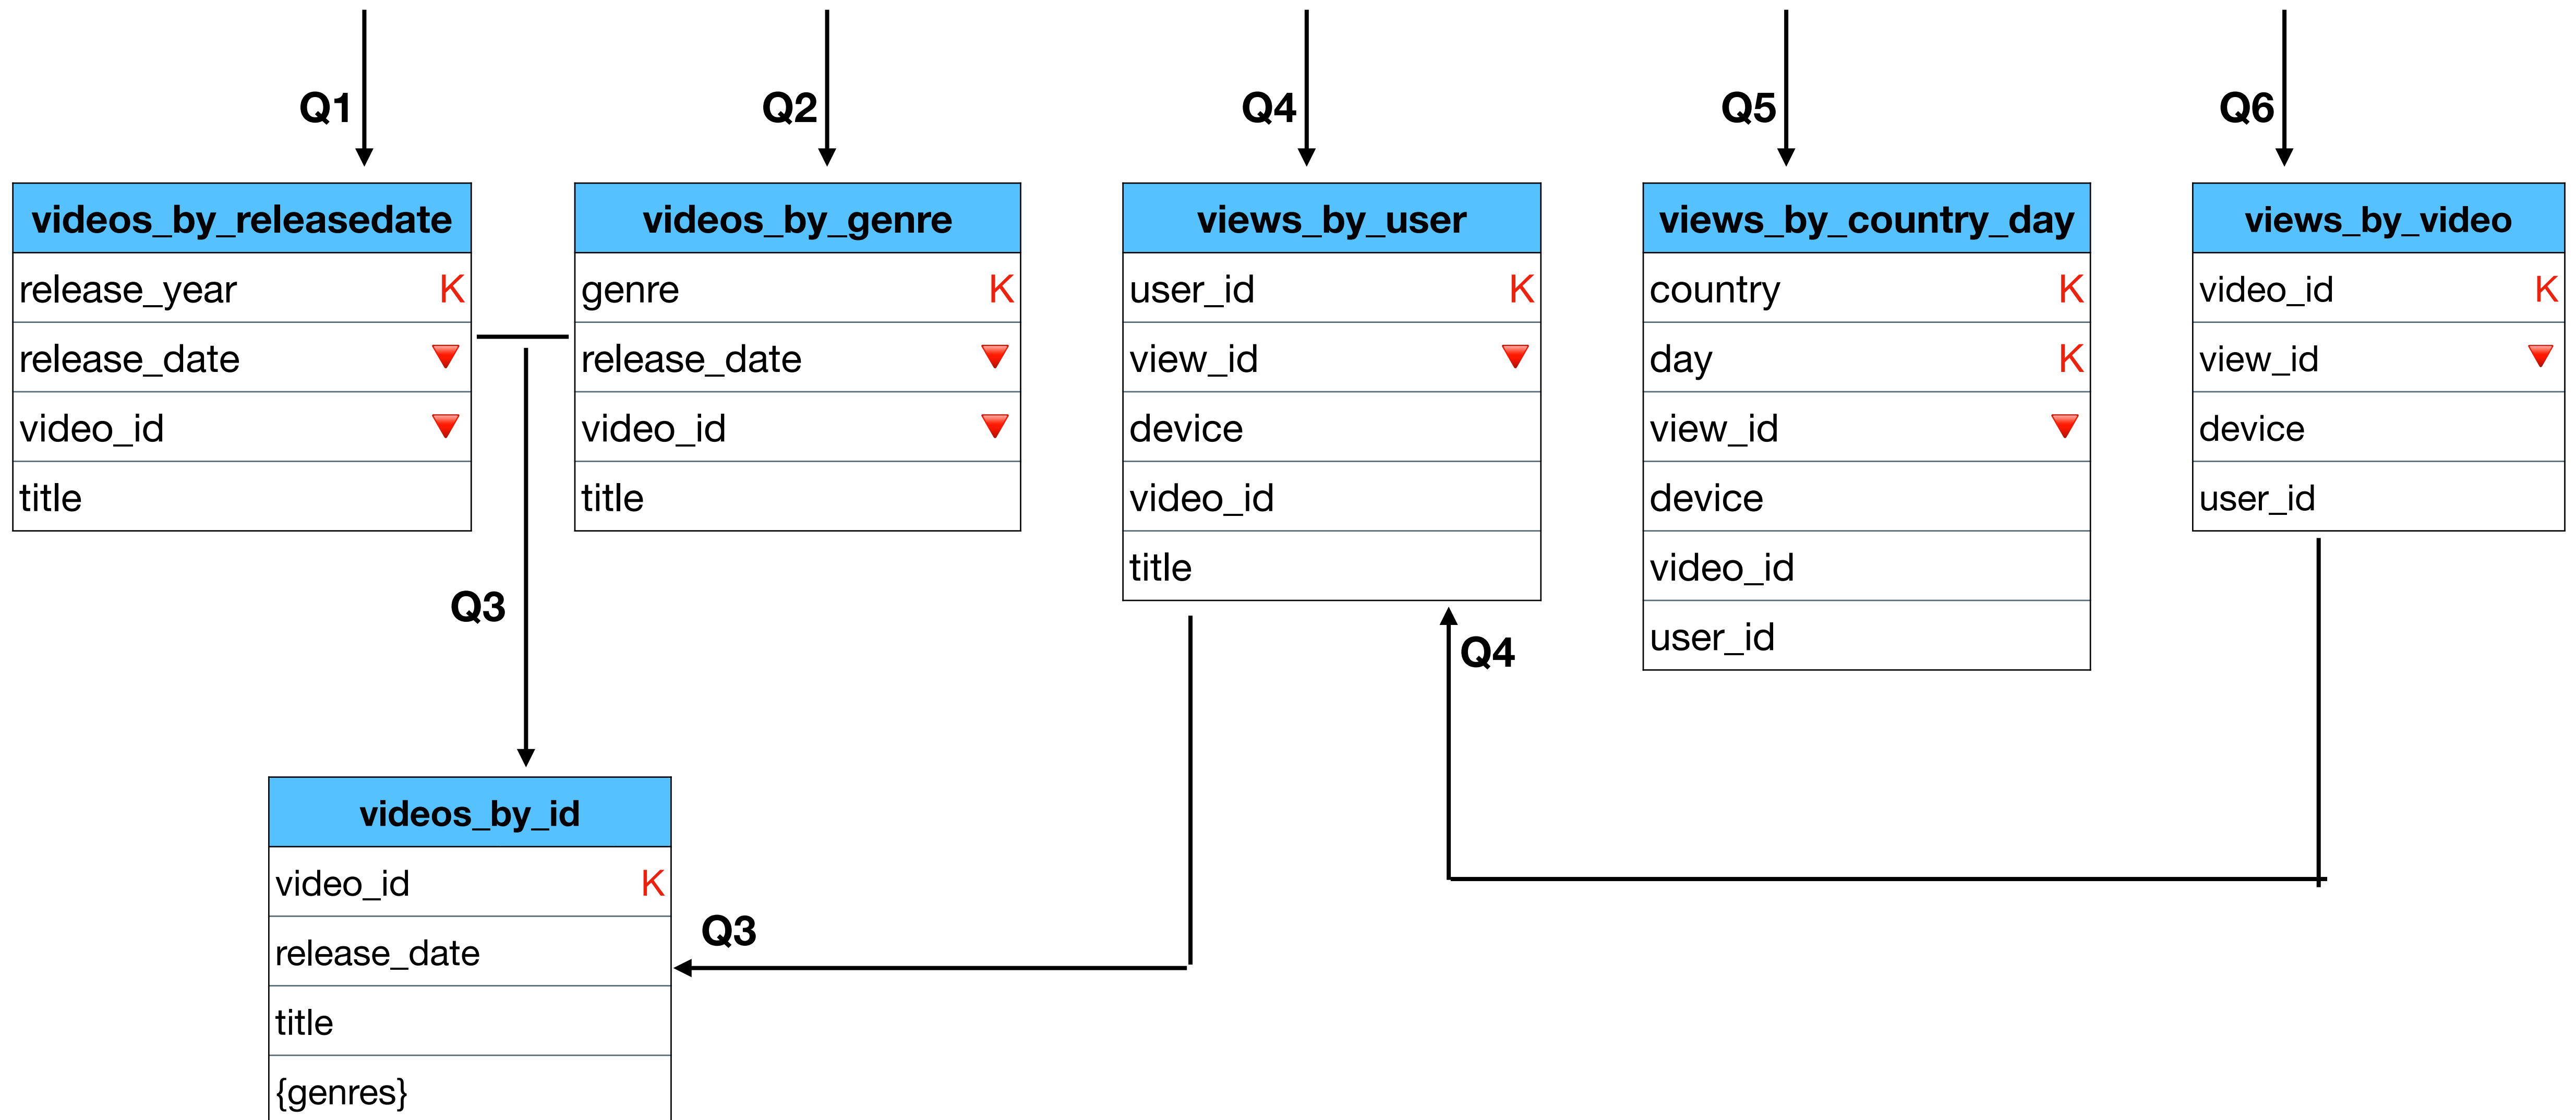 Q1
Q2
Q4
Q5
Q6
videos_by_releasedate
release_year K
release_date
video_id
title
videos_by_genre
genre K
release_date
video_id
title
views_by_user
user_id K
view_id
device
video_id
title
views_by_country_day
country K
day K
view_id
device
video_id
user_id
views_by_video
video_id K
view_id
device
user_id
Q3
Q4
videos_by_id
video_id K
release_date
title
{genres}
Q3